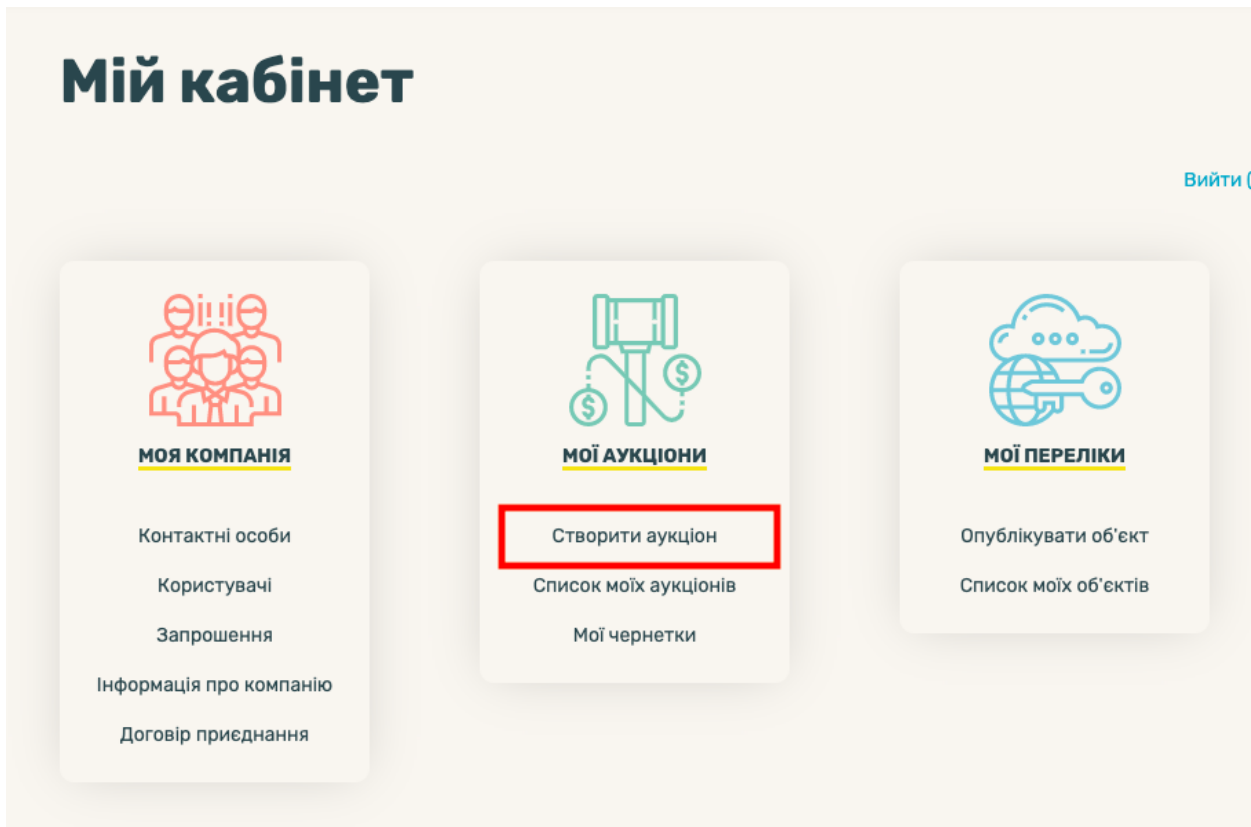 Мій кабінет
Вийти (
МОЯ КОМПАНІЯ
Контактні особи
Користувачі
Запрошення
Інформація про компанію
Договір приєднання
МОЇ АУКЦІОНИ
Створити аукціон
Список моїх аукціонів
Мої чернетки
МОЇ ПЕРЕЛІКИ
Опублікувати об'єкт
Список моїх об'єктів